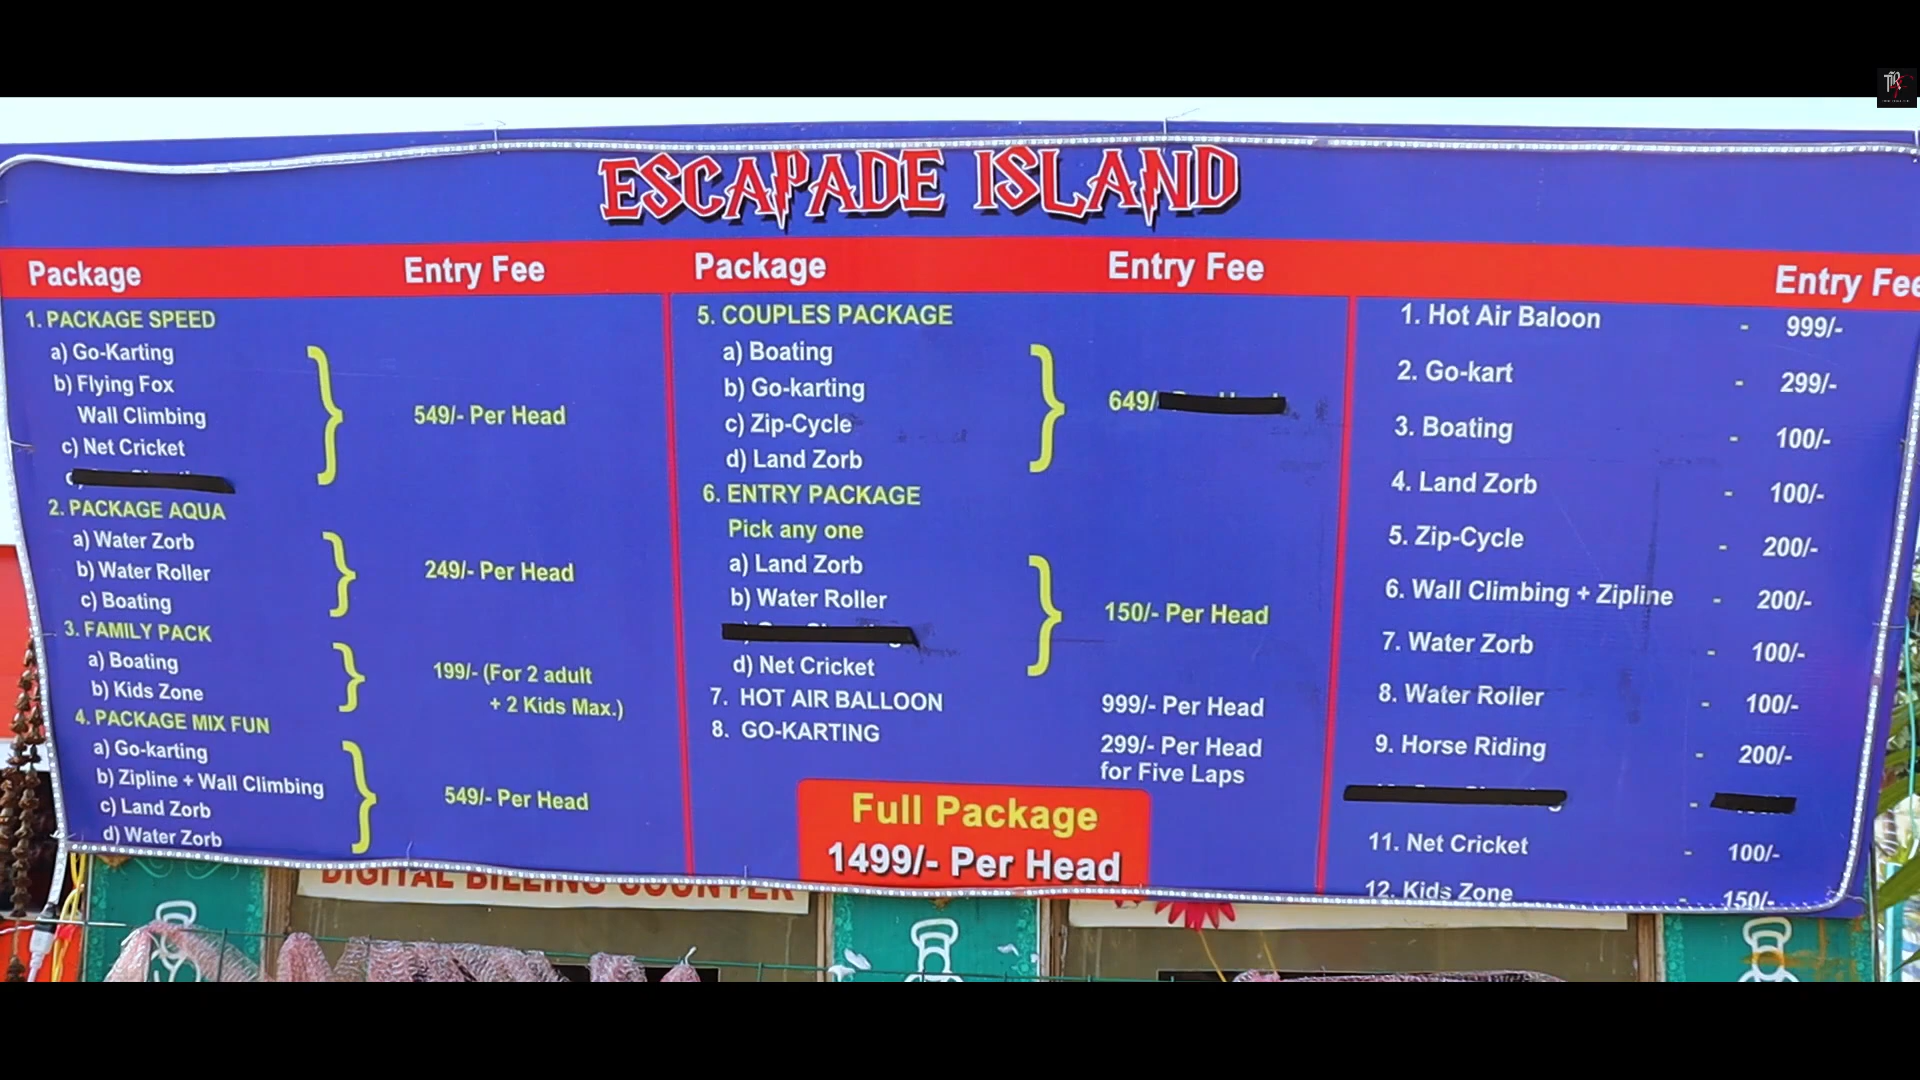 ESCAPADE ISLAND
Package Entry Fee
1. PACKAGE SPEED
a) Go-Karting
b) Flying Fox
Wall Climbing
c) Net Cricket
549/- Per Head
2. PACKAGE AQUA
a) Water Zorb
b) Water Roller
c) Boating
249/- Per Head
3. FAMILY PACK
a) Boating
b) Kids Zone
199/- (For 2 adult
+ 2 Kids Max.)
4. PACKAGE MIX FUN
a) Go-karting
b) Zipline + Wall Climbing
c) Land Zorb
d) Water Zorb
549/- Per Head
Package Entry Fee
5. COUPLES PACKAGE
a) Boating
b) Go-karting
c) Zip-Cycle
d) Land Zorb
649/
6. ENTRY PACKAGE
Pick any one
a) Land Zorb
b) Water Roller
d) Net Cricket
150/- Per Head
7. HOT AIR BALLOON 999/- Per Head
8. GO-KARTING 299/- Per Head
for Five Laps
Full Package
1499/- Per Head
Entry Fee
1. Hot Air Baloon - 999/-
2. Go-kart - 299/-
3. Boating - 100/-
4. Land Zorb - 100/-
5. Zip-Cycle - 200/-
6. Wall Climbing + Zipline - 200/-
7. Water Zorb - 100/-
8. Water Roller - 100/-
9. Horse Riding - 200/-
11. Net Cricket - 100/-
12. Kids Zone - 150/-
DIGITAL BILLING COUNTER